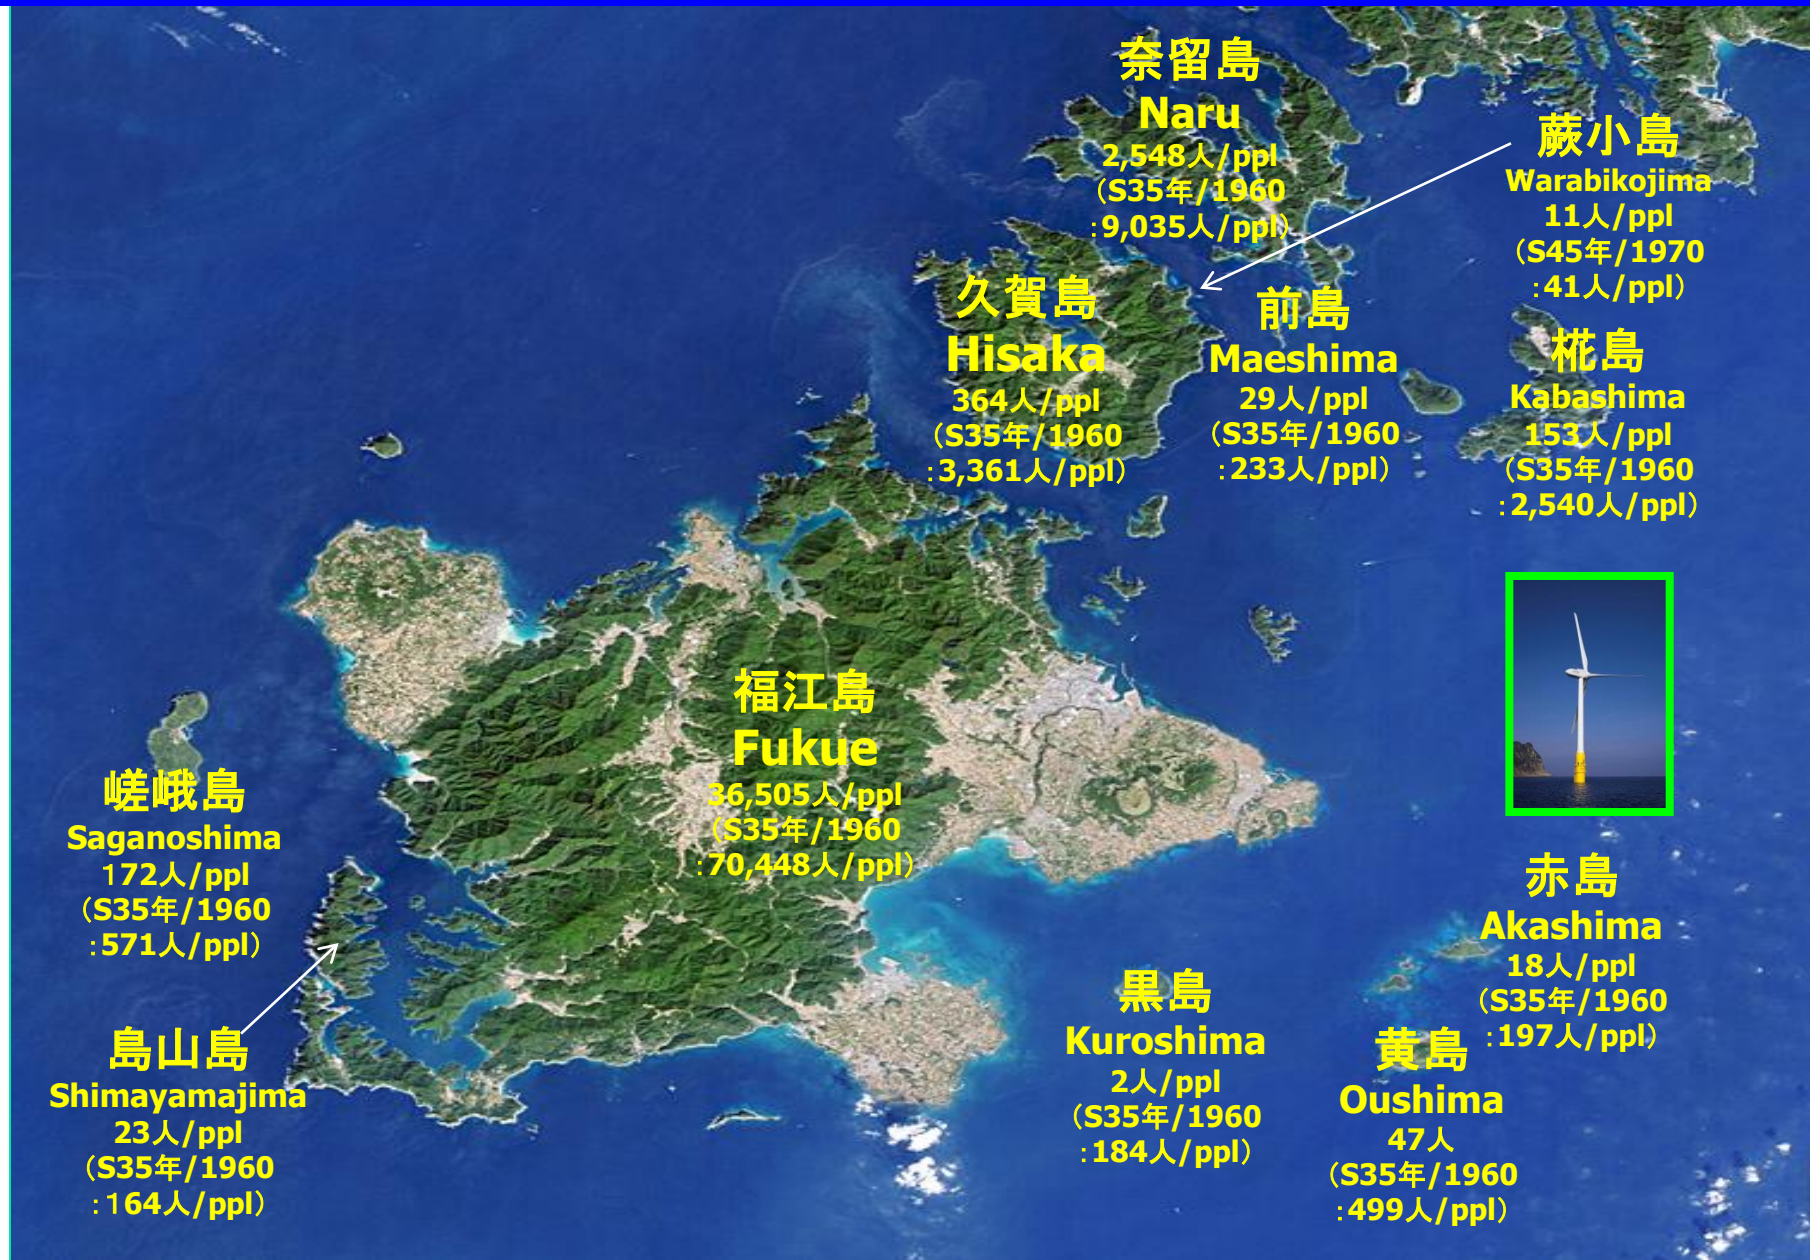 奈留島
Naru
2,548人/ppl
（S35年/1960
：9,035人/ppl）
蕨小島
Warabikojima
11人/ppl
（S45年/1970
：41人/ppl）
久賀島
Hisaka
364人/ppl
（S35年/1960
：3,361人/ppl）
前島
Maeshima
29人/ppl
（S35年/1960
：233人/ppl）
椛島
Kabashima
153人/ppl
（S35年/1960
：2,540人/ppl）
福江島
Fukue
36,505人/ppl
（S35年/1960
：70,448人/ppl）
嵯峨島
Saganoshima
172人/ppl
（S35年/1960
：571人/ppl）
島山島
Shimayamajima
23人/ppl
（S35年/1960
：164人/ppl）
赤島
Akashima
18人/ppl
（S35年/1960
：197人/ppl）
黒島
Kuroshima
2人/ppl
（S35年/1960
：184人/ppl）
黄島
Oushima
47人
（S35年/1960
：499人/ppl）